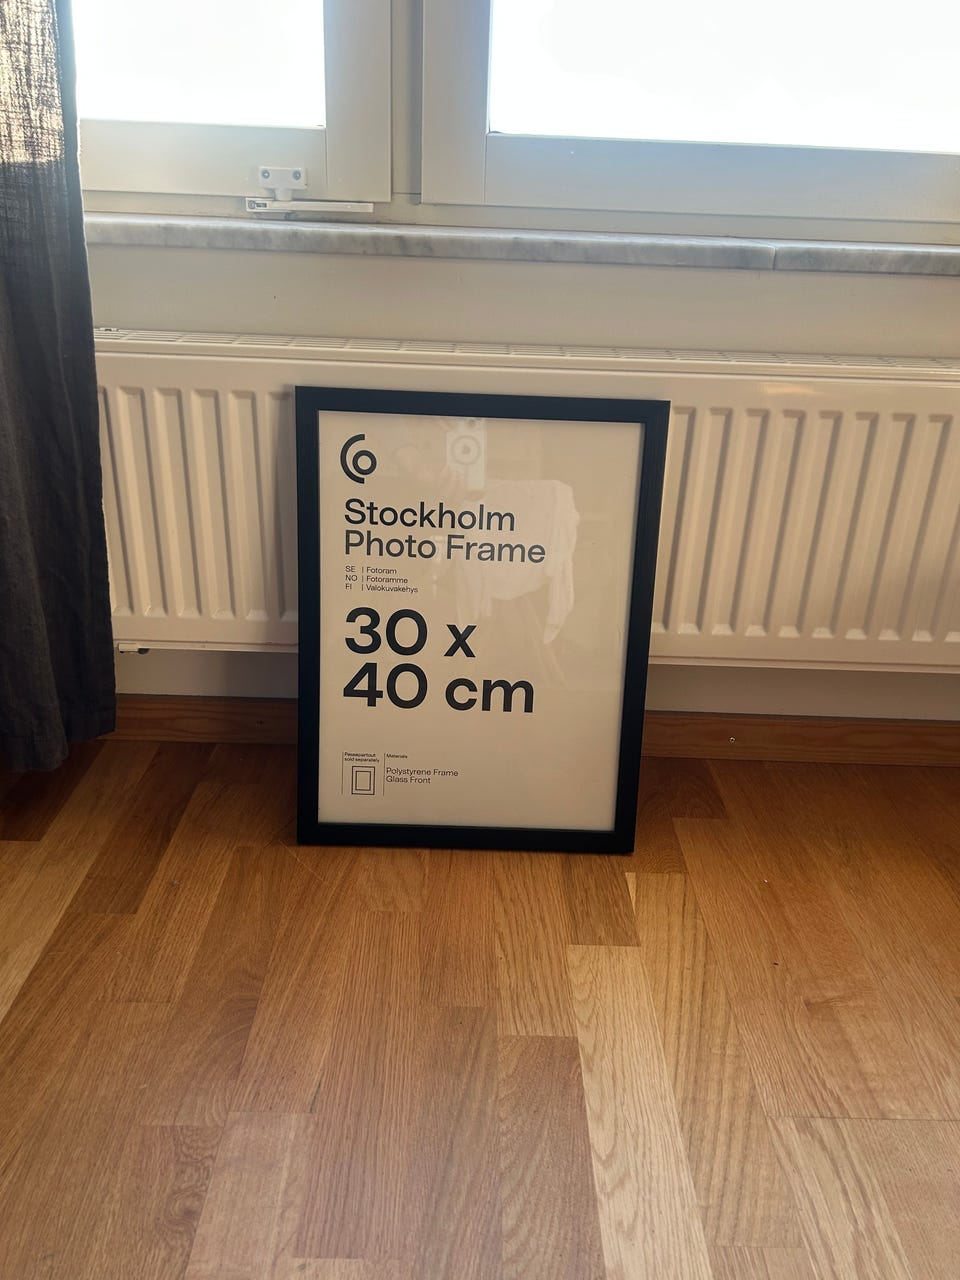 Stockholm
Photo Frame
SE | Fotoram
NO | Fotoramme
FI | Valokuvakehys
30 x
40 cm
Passepartout
sold separately
Materials
Polystyrene Frame
Glass Front